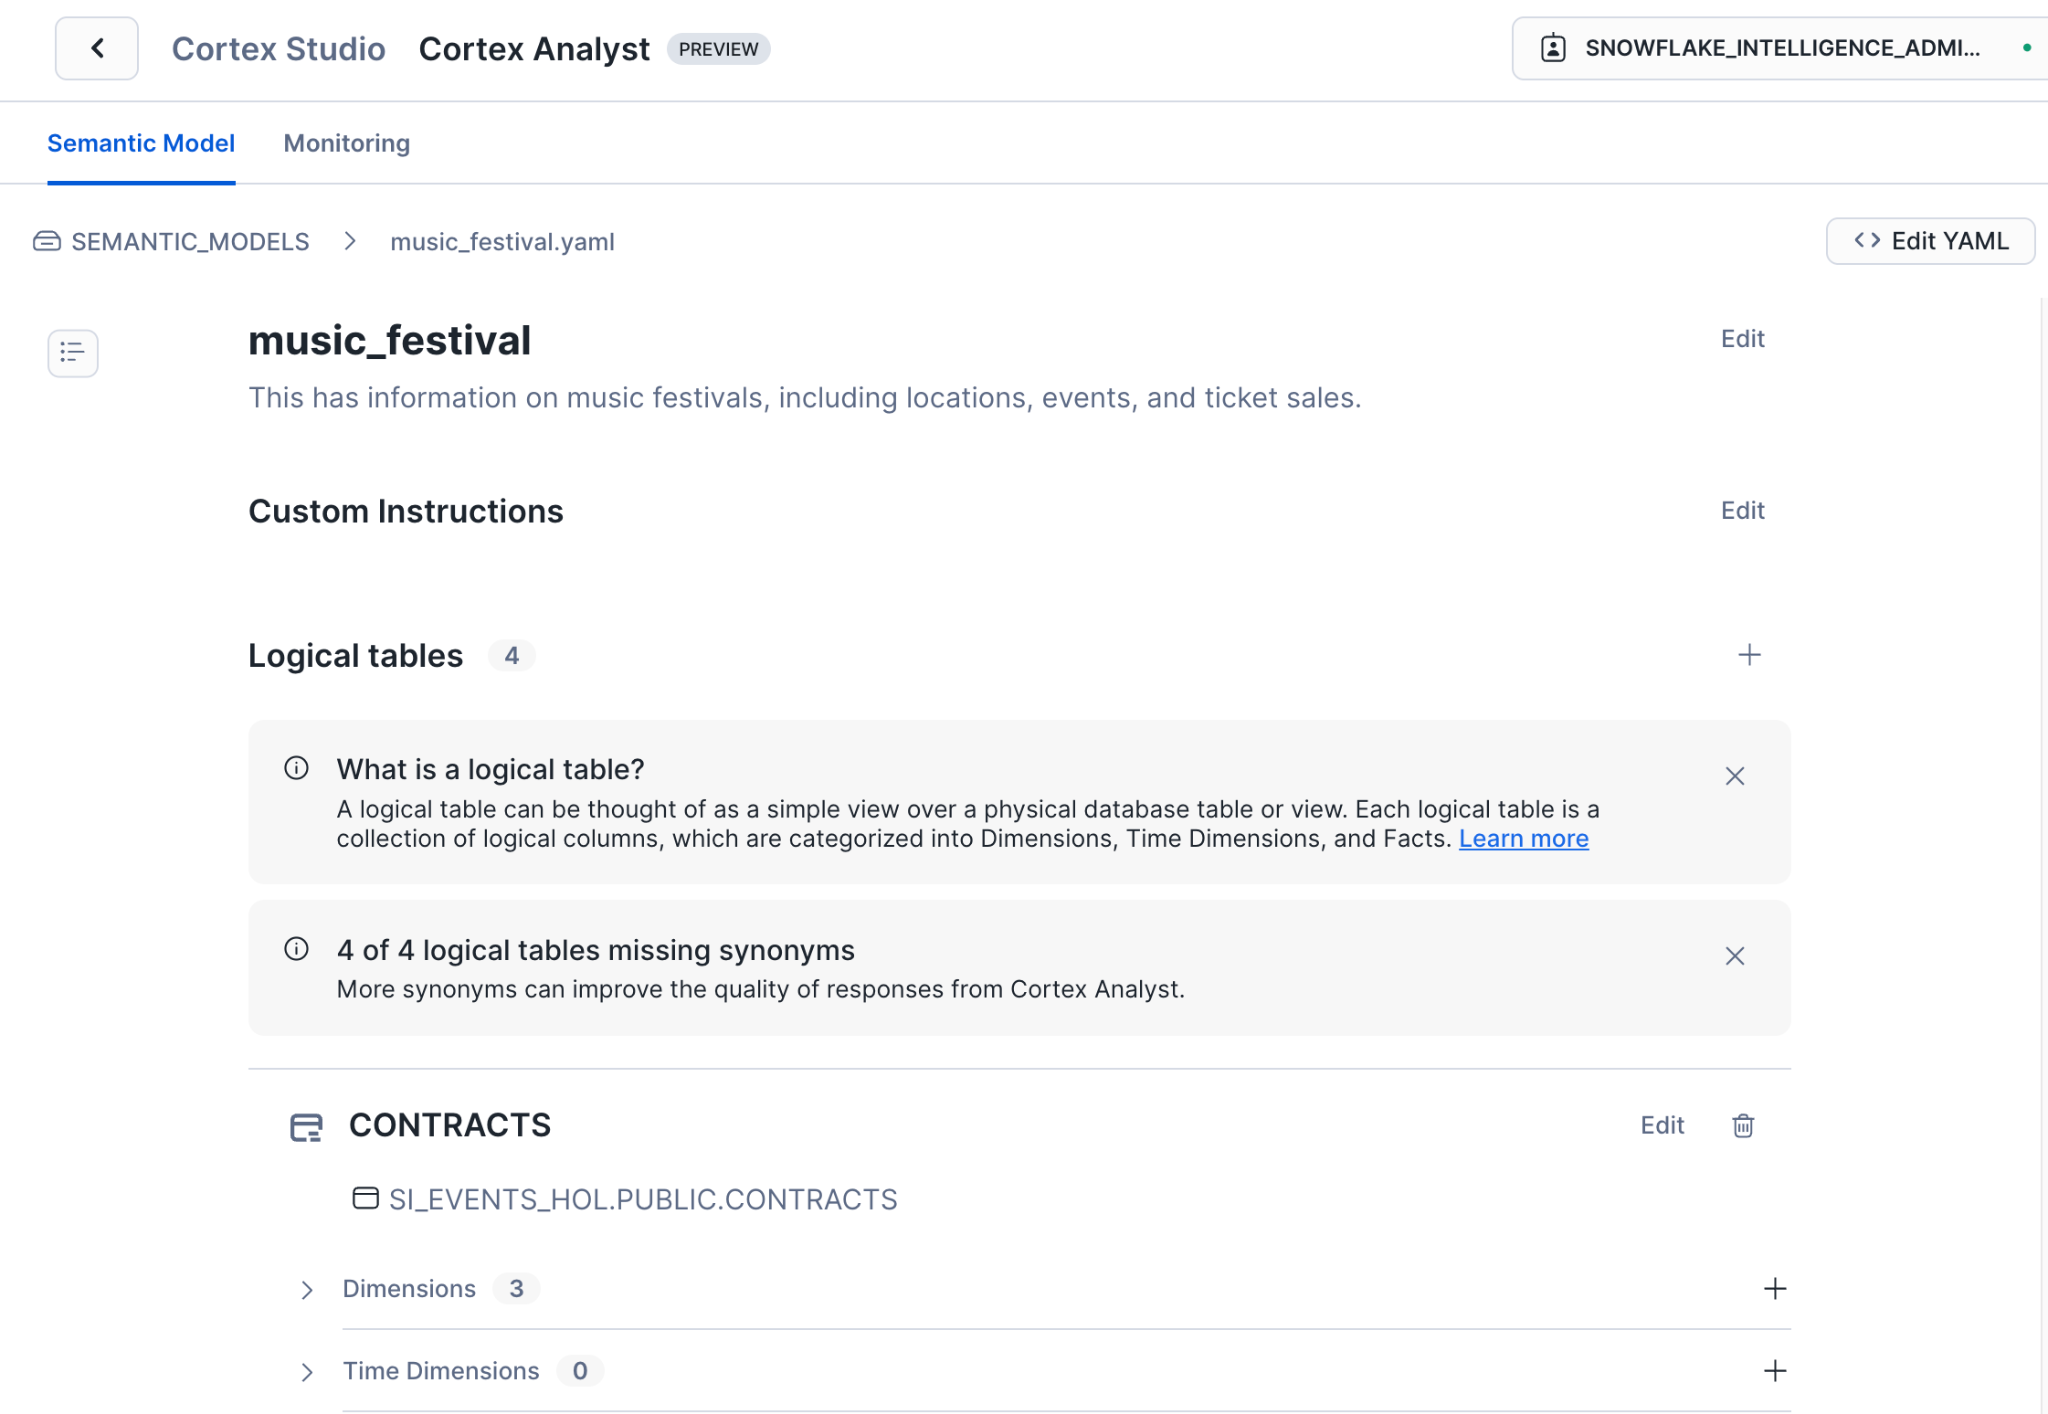 Cortex Studio Cortex Analyst PREVIEW SNOWFLAKE_INTELLIGENCE_ADMI...
Semantic Model Monitoring
SEMANTIC_MODELS music_festival.yaml <> Edit YAML
music_festival Edit
This has information on music festivals, including locations, events, and ticket sales.
Custom Instructions Edit
Logical tables 4
What is a logical table?
A logical table can be thought of as a simple view over a physical database table or view. Each logical table is a
collection of logical columns, which are categorized into Dimensions, Time Dimensions, and Facts. Learn more
4 of 4 logical tables missing synonyms
More synonyms can improve the quality of responses from Cortex Analyst.
CONTRACTS Edit
SI_EVENTS_HOL.PUBLIC.CONTRACTS
Dimensions 3
Time Dimensions 0